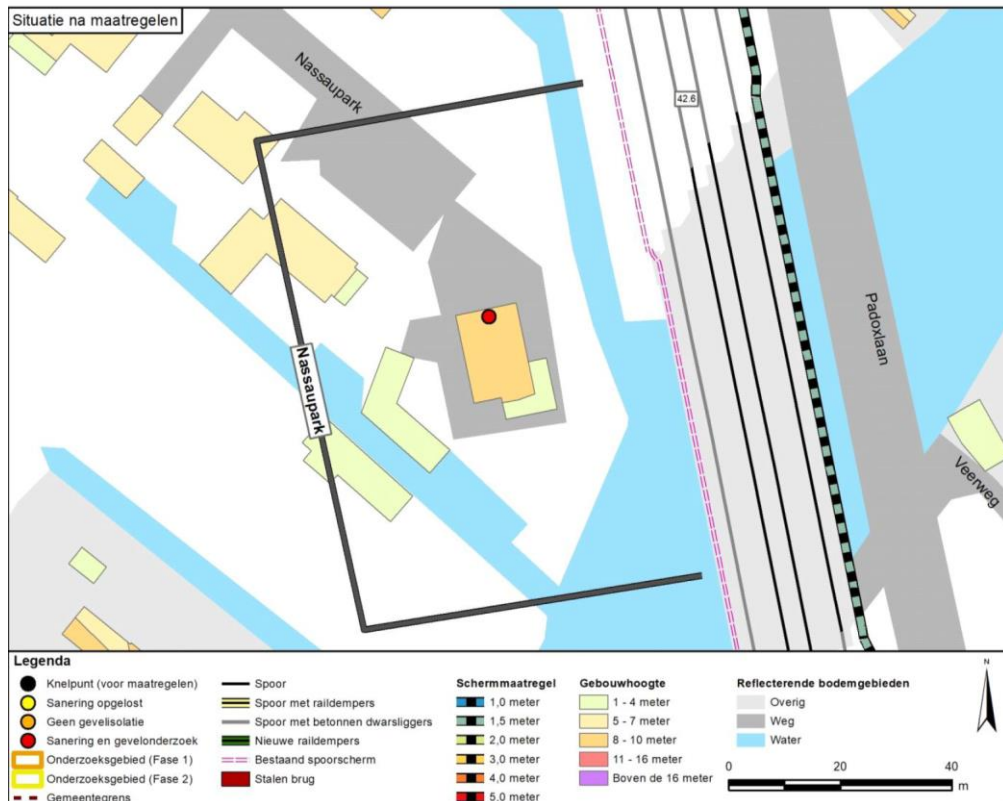 Situatie na maatregelen
Nassaupark
42.6
Padoxlaan
Nassaupark
Veerweg
Legenda
Knelpunt (voor maatregelen)
Sanering opgelost
Geen gevelisolatie
Sanering en gevelonderzoek
Onderzoeksgebied (Fase 1)
Onderzoeksgebied (Fase 2)
Gemeentegrens
Spoor
Spoor met raildempers
Spoor met betonnen dwarsliggers
Nieuwe raildempers
Bestaand spoorscherm
Stalen brug
Schermmaatregel
1,0 meter
1,5 meter
2,0 meter
3,0 meter
4,0 meter
5,0 meter
Gebouwhoogte
1 - 4 meter
5 - 7 meter
8 - 10 meter
11 - 16 meter
Boven de 16 meter
Reflecterende bodemgebieden
Overig
Weg
Water
N
0 20 40
m